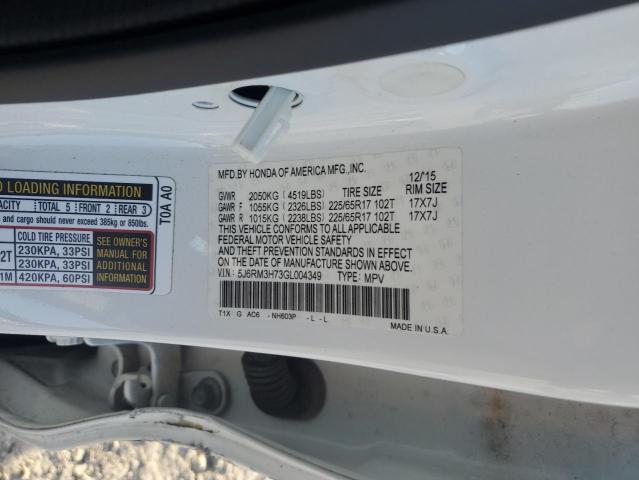 O LOADING INFORMATION
CAPACITY TOTAL 5 FRONT 2 REAR 3
and cargo should never exceed 385kg or 850lbs.
COLD TIRE PRESSURE
230KPA, 33PSI
230KPA, 33PSI
420KPA, 60PSI
2T
1M
SEE OWNER'S
MANUAL FOR
ADDITIONAL
INFORMATION
T0A A0
MFD. BY HONDA OF AMERICA MFG., INC. 12/'15
GVWR 2050KG (4519LBS) TIRE SIZE RIM SIZE
GAWR F 1055KG (2326LBS) 225/65R17 102T 17X7J
GAWR R 1015KG (2238LBS) 225/65R17 102T 17X7J
THIS VEHICLE CONFORMS TO ALL APPLICABLE
FEDERAL MOTOR VEHICLE SAFETY
AND THEFT PREVENTION STANDARDS IN EFFECT
ON THE DATE OF MANUFACTURE SHOWN ABOVE.
V.I.N: 5J6RM3H73GL004349 TYPE: MPV
T1X G AC6 - NH603P - L - L
MADE IN U.S.A.